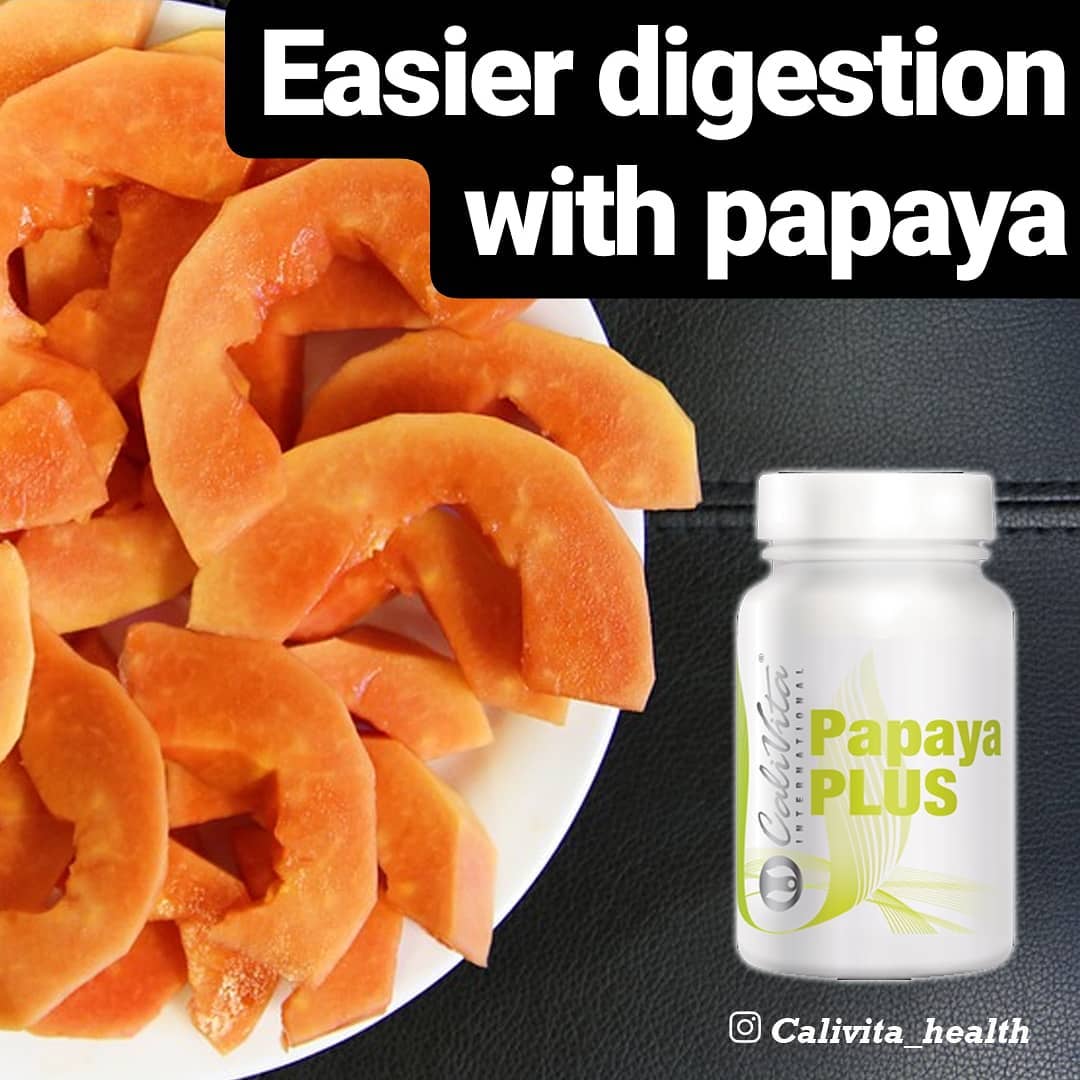 Easier digestion
with papaya
CaliVita®
INTERNATIONAL
Papaya
PLUS
Calivita_health